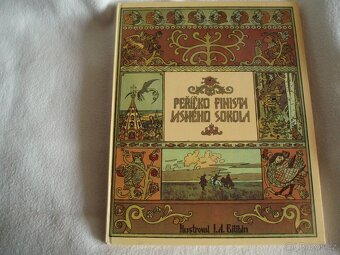 PEŘÍČKO FINISTA
JASNÉHO SOKOLA
Ilustroval I. A. Bilibin